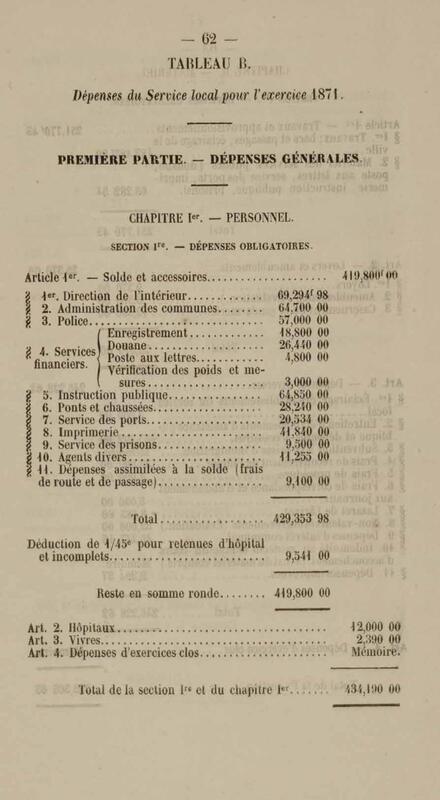 — 62 —
TABLEAU B.
Dépenses du Service local pour l'exercice 1871.
PREMIÈRE PARTIE. — DÉPENSES GÉNÉRALES.
CHAPITRE Ier. — PERSONNEL.
SECTION Ire. — DÉPENSES OBLIGATOIRES.
Article 1er. — Solde et accessoires.................... 419,800f 00
§ 1er. Direction de l'intérieur............. 69,294f 98
§ 2. Administration des communes........ 64,700 00
§ 3. Police.............................. 57,000 00
§ 4. Services financiers. { Enregistrement............... 18,800 00
Douane..................... 26,440 00
Poste aux lettres........... 4,800 00
Vérification des poids et me-
sures.................... 3,000 00
§ 5. Instruction publique................ 64,850 00
§ 6. Ponts et chaussées.................. 28,240 00
§ 7. Service des ports................... 20,534 00
§ 8. Imprimerie......................... 41,840 00
§ 9. Service des prisons................. 9,500 00
§ 10. Agents divers...................... 11,255 00
§ 11. Dépenses assimilées à la solde (frais
de route et de passage)................. 9,100 00
Total.................. 429,353 98
Déduction de 1/45e pour retenues d'hôpital
et incomplets........................... 9,541 00
Reste en somme ronde........ 419,800 00
Art. 2. Hôpitaux..................................... 12,000 00
Art. 3. Vivres....................................... 2,390 00
Art. 4. Dépenses d'exercices clos...................... Mémoire.
Total de la section Ire et du chapitre Ier....... 434,190 00